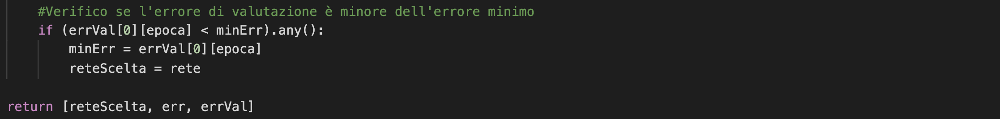 #Verifico se l'errore di valutazione è minore dell'errore minimo
if (errVal[0][epoca] < minErr).any():
minErr = errVal[0][epoca]
reteScelta = rete
return [reteScelta, err, errVal]